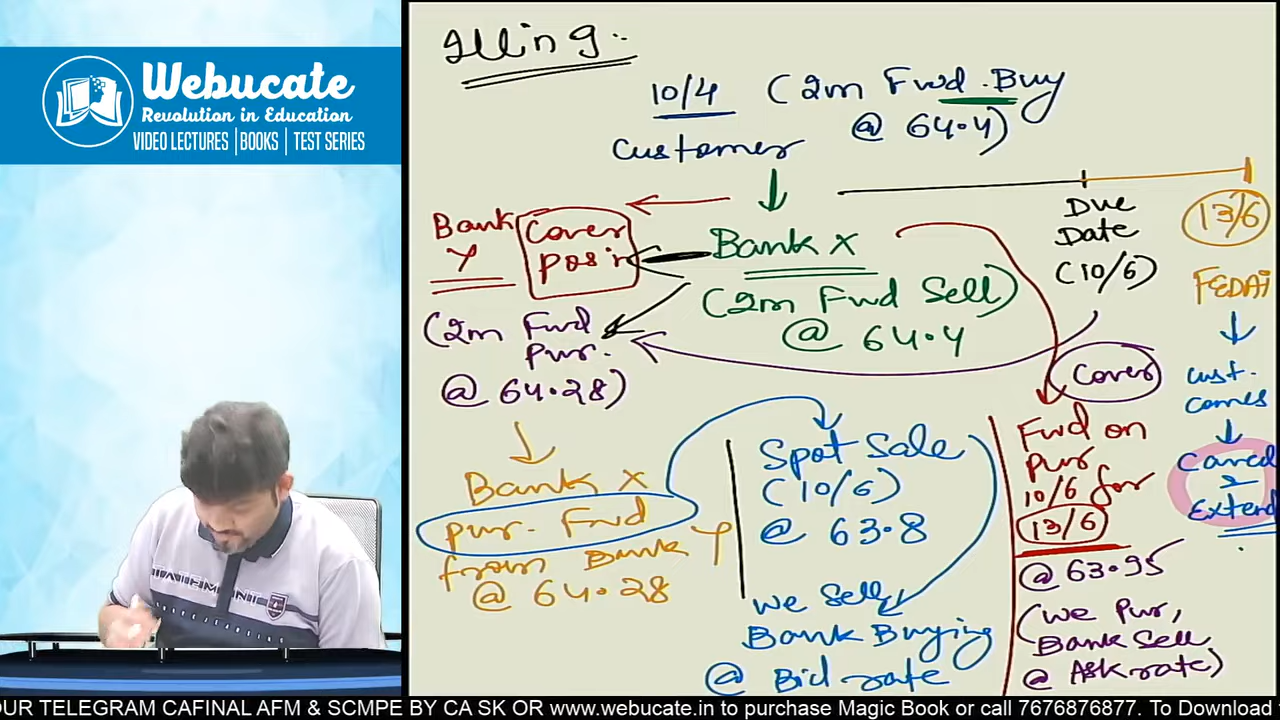 Webucate
Revolution in Education
VIDEO LECTURES | BOOKS | TEST SERIES
Illin 9.
10/4 (2m Fwd. Buy
@ 64.4)
Customer
Bank X
(2m Fwd Sell)
@ 64.4
Bank
Y
Cover
posin
(2m Fwd
pur.
@ 64.28)
Bank X
pur. Fwd
from Bank Y
@ 64.28
Spot Sale
(10/6)
@ 63.8
We Sell,
Bank Buying
@ Bid rate
Due
Date
(10/6)
Cover
Fwd on
pur
10/6 for
13/6
@ 63.95
(we pur,
Bank Sell
@ Ask rate)
13/6
FEDAI
cust.
comes
Cancel
2
Extend
OUR TELEGRAM CAFINAL AFM & SCMPE BY CA SK OR www.webucate.in to purchase Magic Book or call 7676876877. To Download